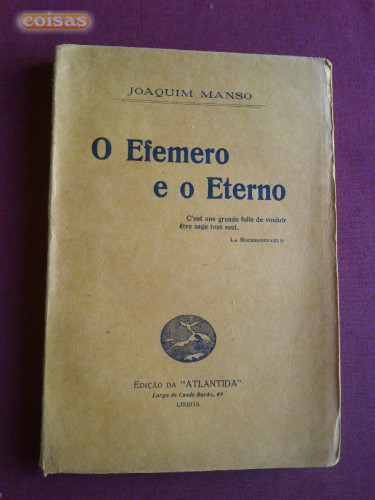 coisas
JOAQUIM MANSO
O Efemero
e o Eterno
C'est une grande folie de vouloir
être sage tout seul.
LA ROCHEFOUCAULD
EDIÇÃO DA "ATLANTIDA"
Largo do Conde Barão, 49
LISBOA